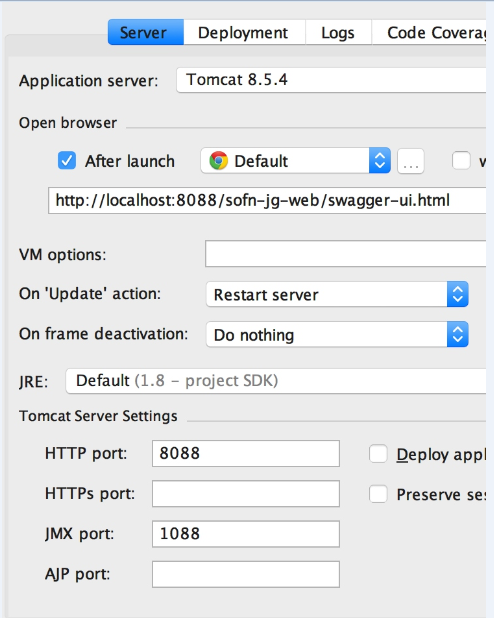 Server Deployment Logs Code Coverag
Application server: Tomcat 8.5.4
Open browser
After launch Default ... w
http://localhost:8088/sofn-jg-web/swagger-ui.html
VM options:
On 'Update' action: Restart server
On frame deactivation: Do nothing
JRE: Default (1.8 – project SDK)
Tomcat Server Settings
HTTP port: 8088 Deploy appl
HTTPs port: Preserve ses
JMX port: 1088
AJP port: